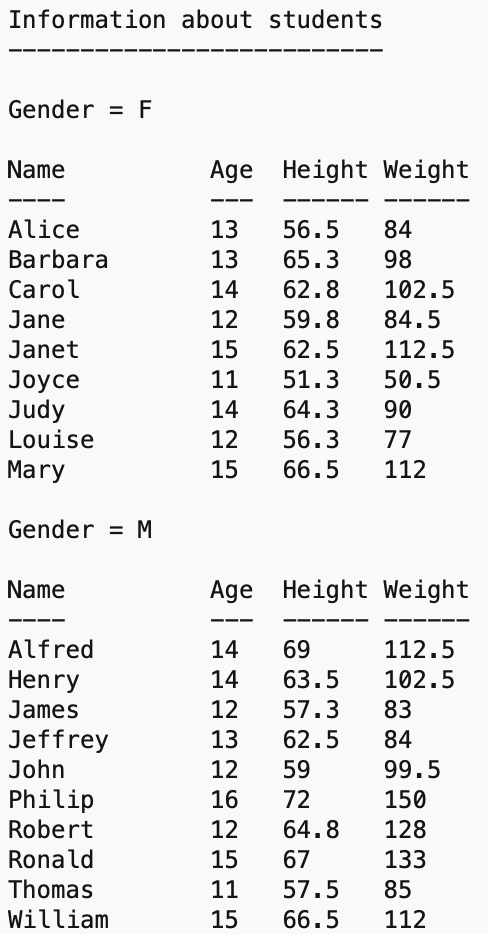 Information about students
--------------------------
Gender = F
Name Age Height Weight
---- --- ------ ------
Alice 13 56.5 84
Barbara 13 65.3 98
Carol 14 62.8 102.5
Jane 12 59.8 84.5
Janet 15 62.5 112.5
Joyce 11 51.3 50.5
Judy 14 64.3 90
Louise 12 56.3 77
Mary 15 66.5 112
Gender = M
Name Age Height Weight
---- --- ------ ------
Alfred 14 69 112.5
Henry 14 63.5 102.5
James 12 57.3 83
Jeffrey 13 62.5 84
John 12 59 99.5
Philip 16 72 150
Robert 12 64.8 128
Ronald 15 67 133
Thomas 11 57.5 85
William 15 66.5 112